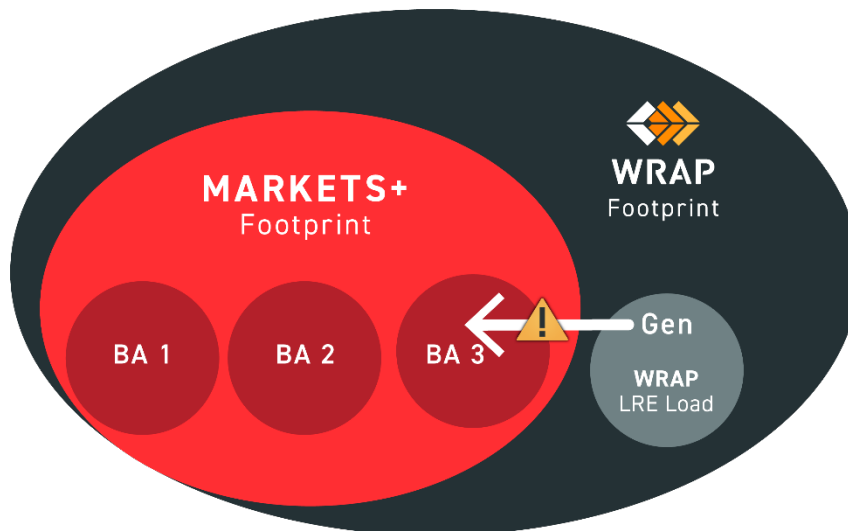 MARKETS+
Footprint
WRAP
Footprint
BA 1
BA 2
BA 3
!
Gen
WRAP
LRE Load